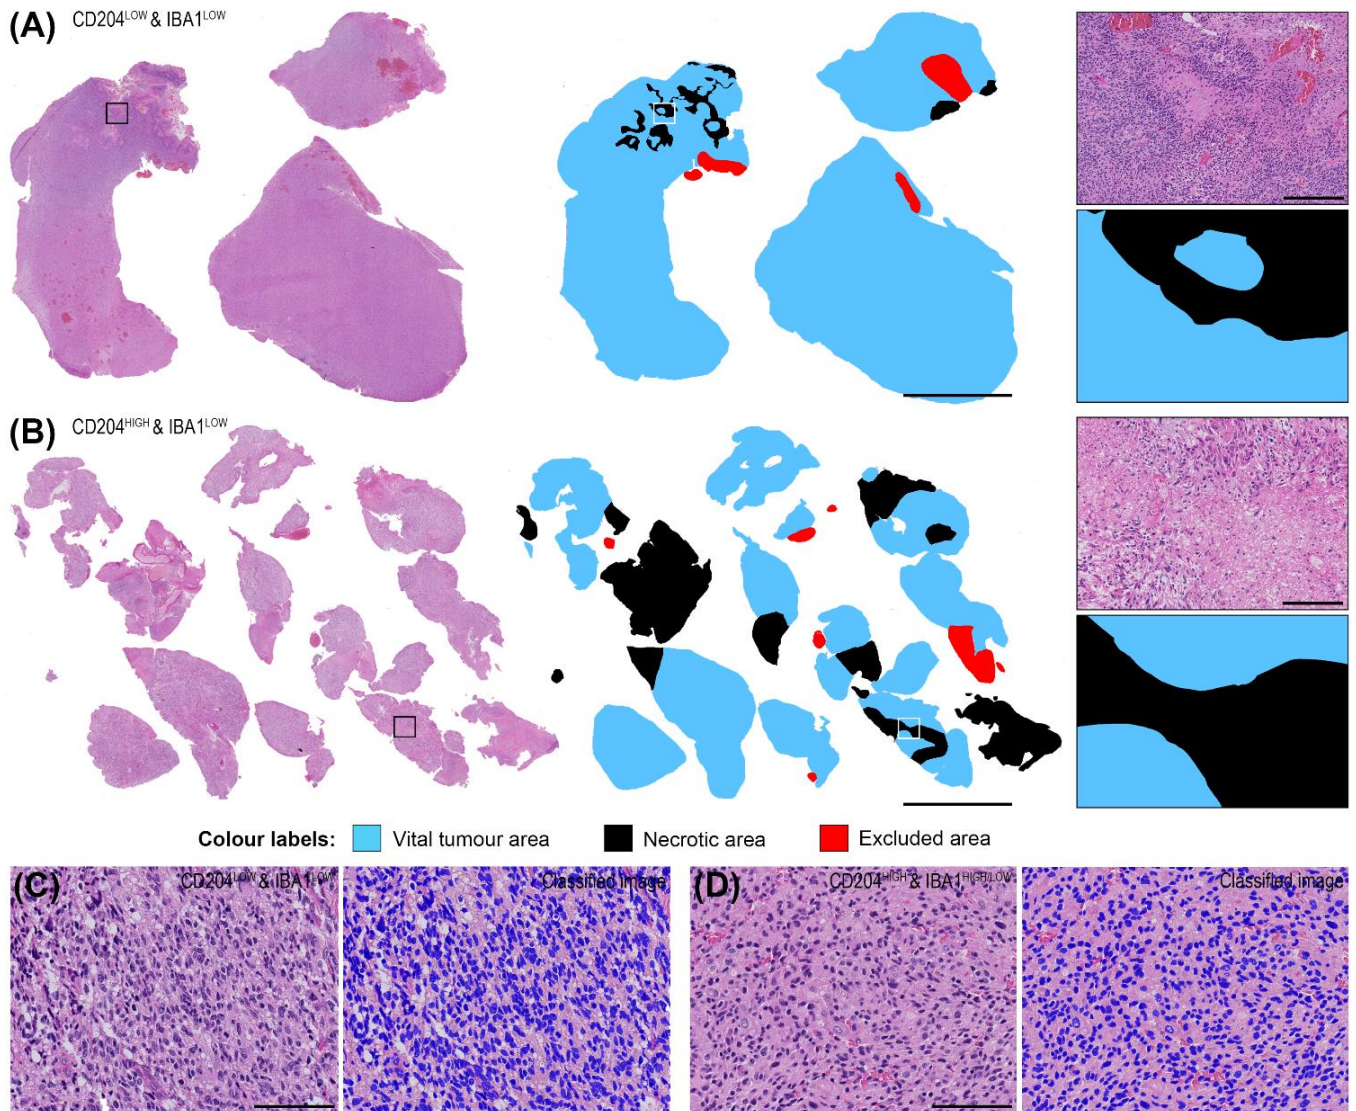 (A) CD204LOW & IBA1LOW
(B) CD204HIGH & IBA1LOW
Colour labels: Vital tumour area Necrotic area Excluded area
(C) CD204LOW & IBA1LOW Classified image
(D) CD204HIGH & IBA1HIGH/LOW Classified image